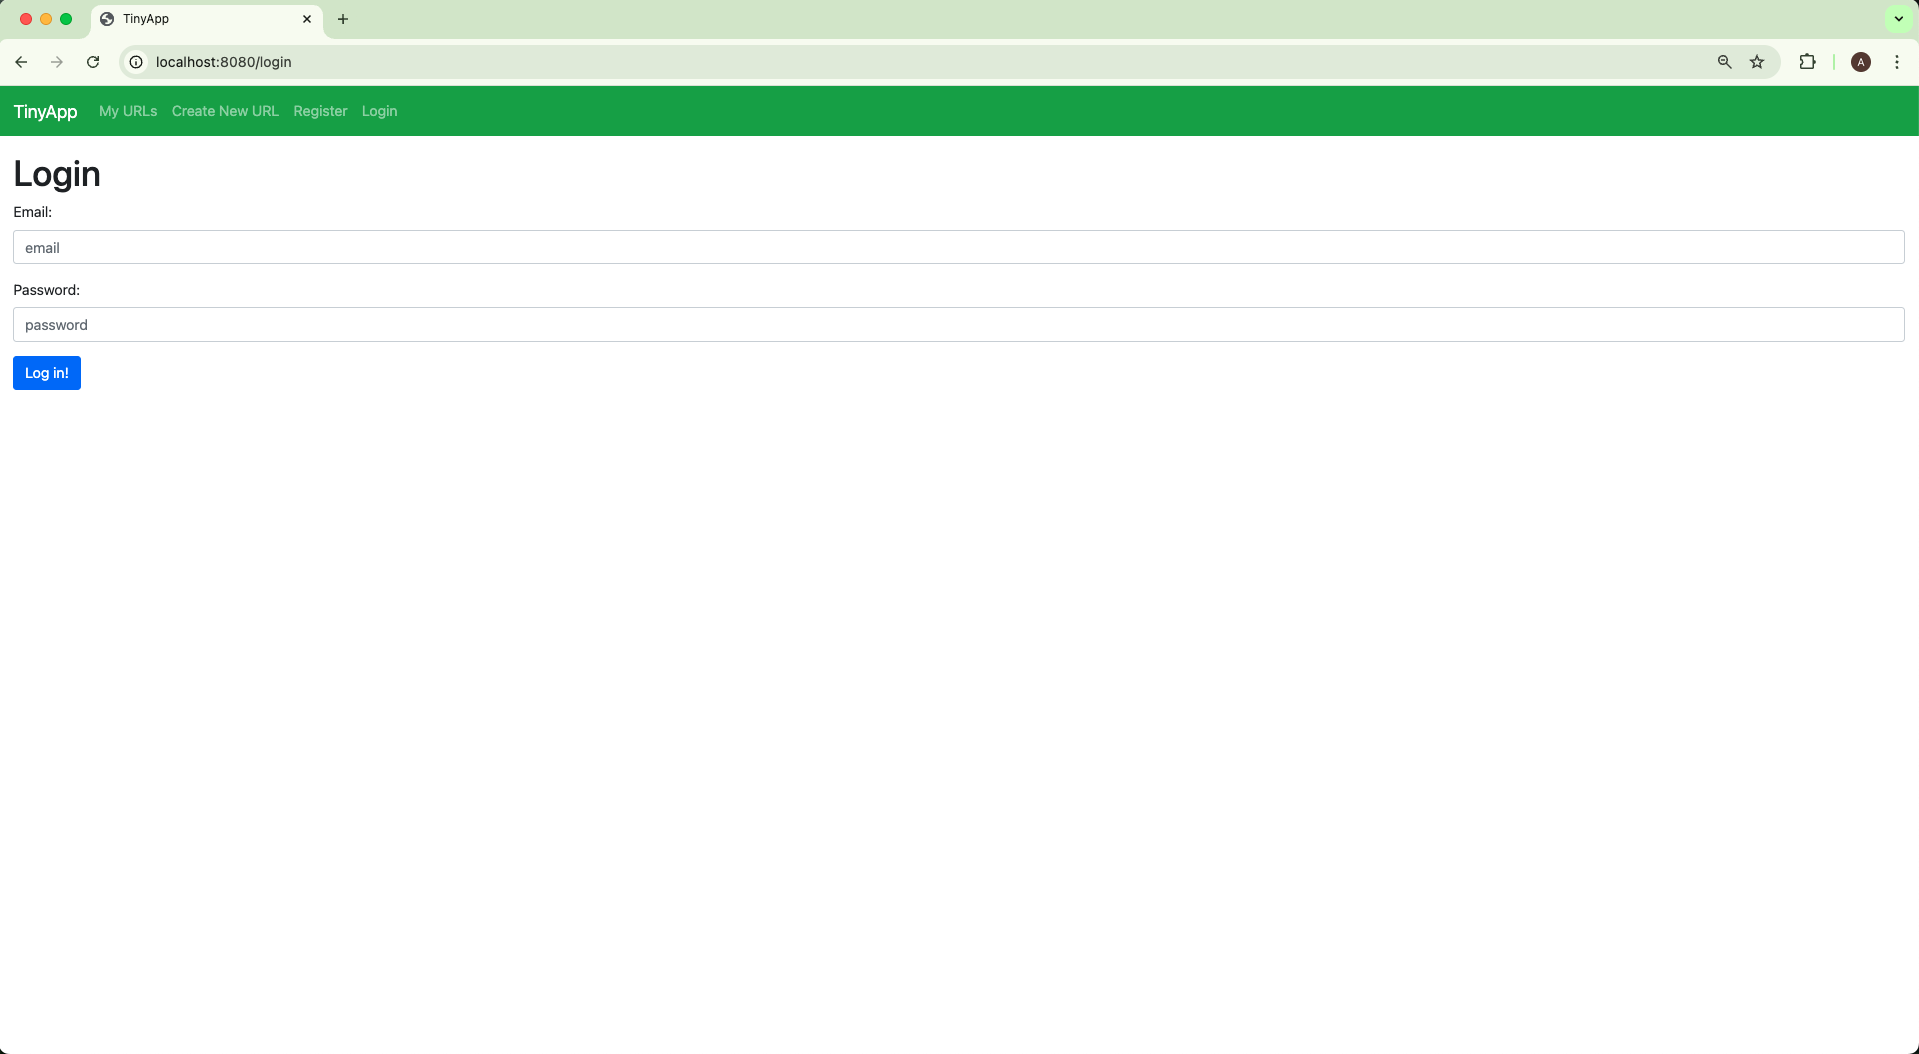 TinyApp
localhost:8080/login
A
TinyApp My URLs Create New URL Register Login
Login
Email:
email
Password:
password
Log in!